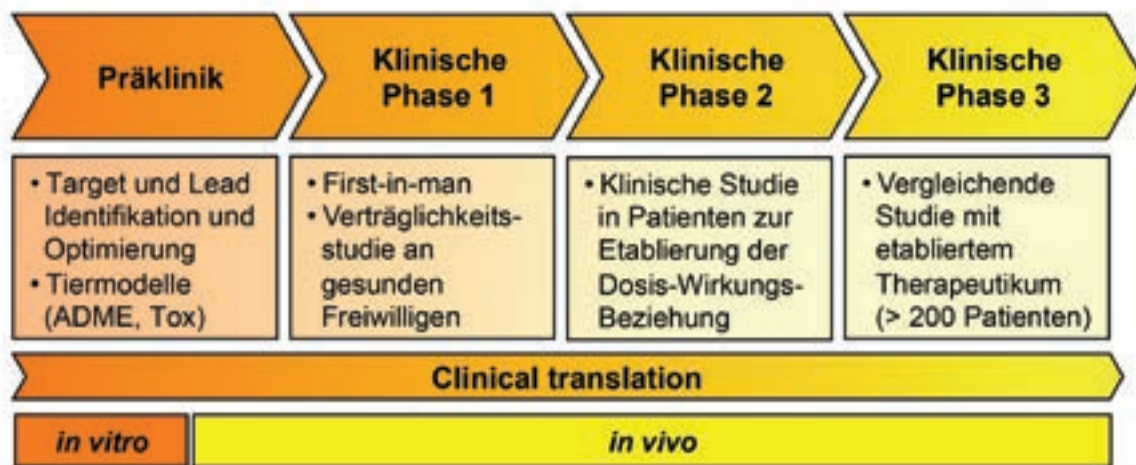 Präklinik
Klinische
Phase 1
Klinische
Phase 2
Klinische
Phase 3
• Target und Lead
Identifikation und
Optimierung
• Tiermodelle
(ADME, Tox)
• First-in-man
• Verträglichkeits-
studie an
gesunden
Freiwilligen
• Klinische Studie
in Patienten zur
Etablierung der
Dosis-Wirkungs-
Beziehung
• Vergleichende
Studie mit
etabliertem
Therapeutikum
(> 200 Patienten)
Clinical translation
in vitro
in vivo